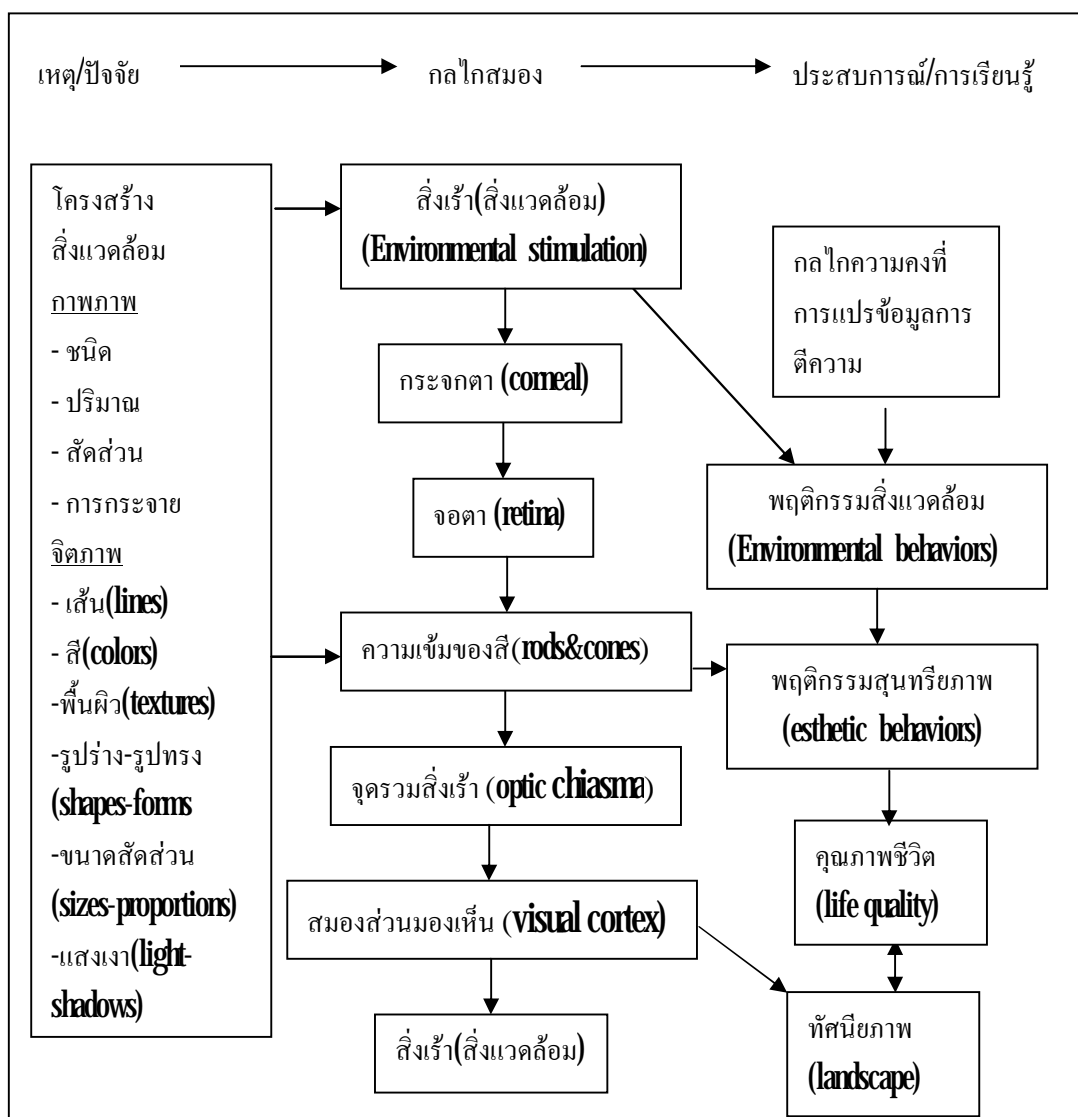 เหตุ/ปัจจัย
กลไกสมอง
ประสบการณ์/การเรียนรู้
โครงสร้าง
สิ่งแวดล้อม
กาพภาพ
- ชนิด
- ปริมาณ
- สัดส่วน
- การกระจาย
จิตภาพ
- เส้น(lines)
- สี(colors)
-พื้นผิว(textures)
-รูปร่าง-รูปทรง
(shapes-forms
-ขนาดสัดส่วน
(sizes-proportions)
-แสงเงา(light-
shadows)
สิ่งเร้า(สิ่งแวดล้อม)
(Environmental stimulation)
กระจกตา (corneal)
จอตา (retina)
ความเข้มของสี(rods&cones)
จุดรวมสิ่งเร้า (optic chiasma)
สมองส่วนมองเห็น (visual cortex)
สิ่งเร้า(สิ่งแวดล้อม)
กลไกความคงที่
การแปรข้อมูลการ
ตีความ
พฤติกรรมสิ่งแวดล้อม
(Environmental behaviors)
พฤติกรรมสุนทรียภาพ
(esthetic behaviors)
คุณภาพชีวิต
(life quality)
ทัศนียภาพ
(landscape)